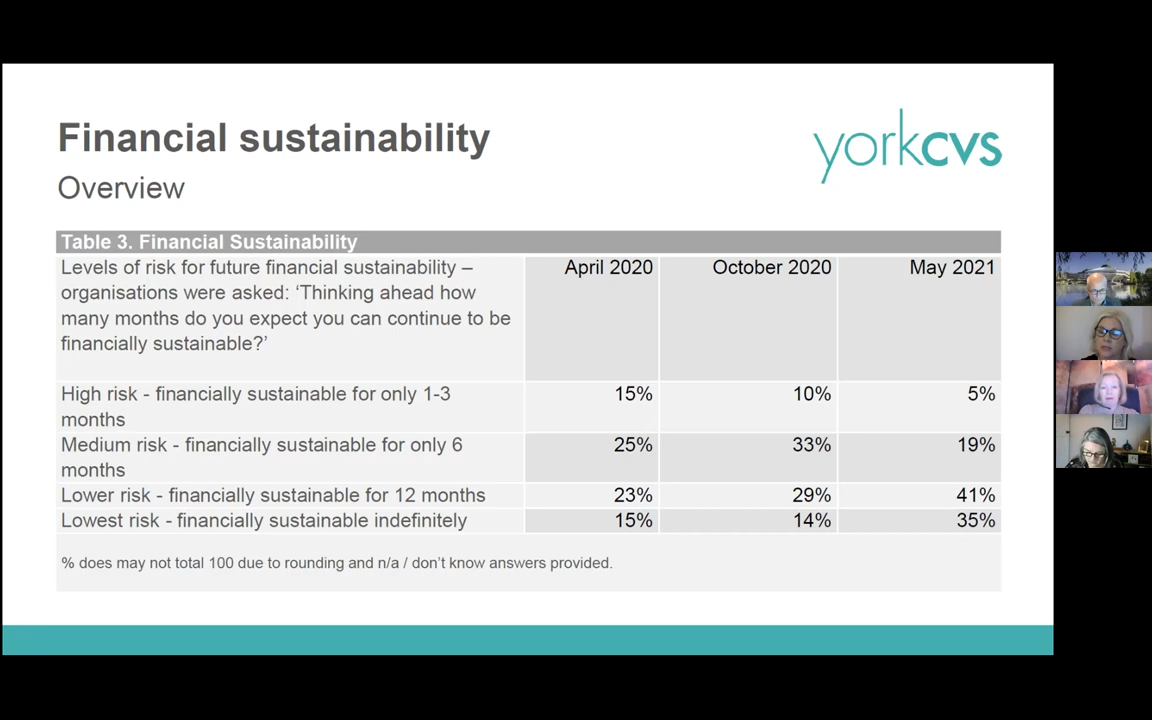 Financial sustainability
yorkcvs
Overview
Table 3. Financial Sustainability
Levels of risk for future financial sustainability – April 2020 October 2020 May 2021
organisations were asked: ‘Thinking ahead how
many months do you expect you can continue to be
financially sustainable?’
High risk - financially sustainable for only 1-3 15% 10% 5%
months
Medium risk - financially sustainable for only 6 25% 33% 19%
months
Lower risk - financially sustainable for 12 months 23% 29% 41%
Lowest risk - financially sustainable indefinitely 15% 14% 35%
% does may not total 100 due to rounding and n/a / don’t know answers provided.